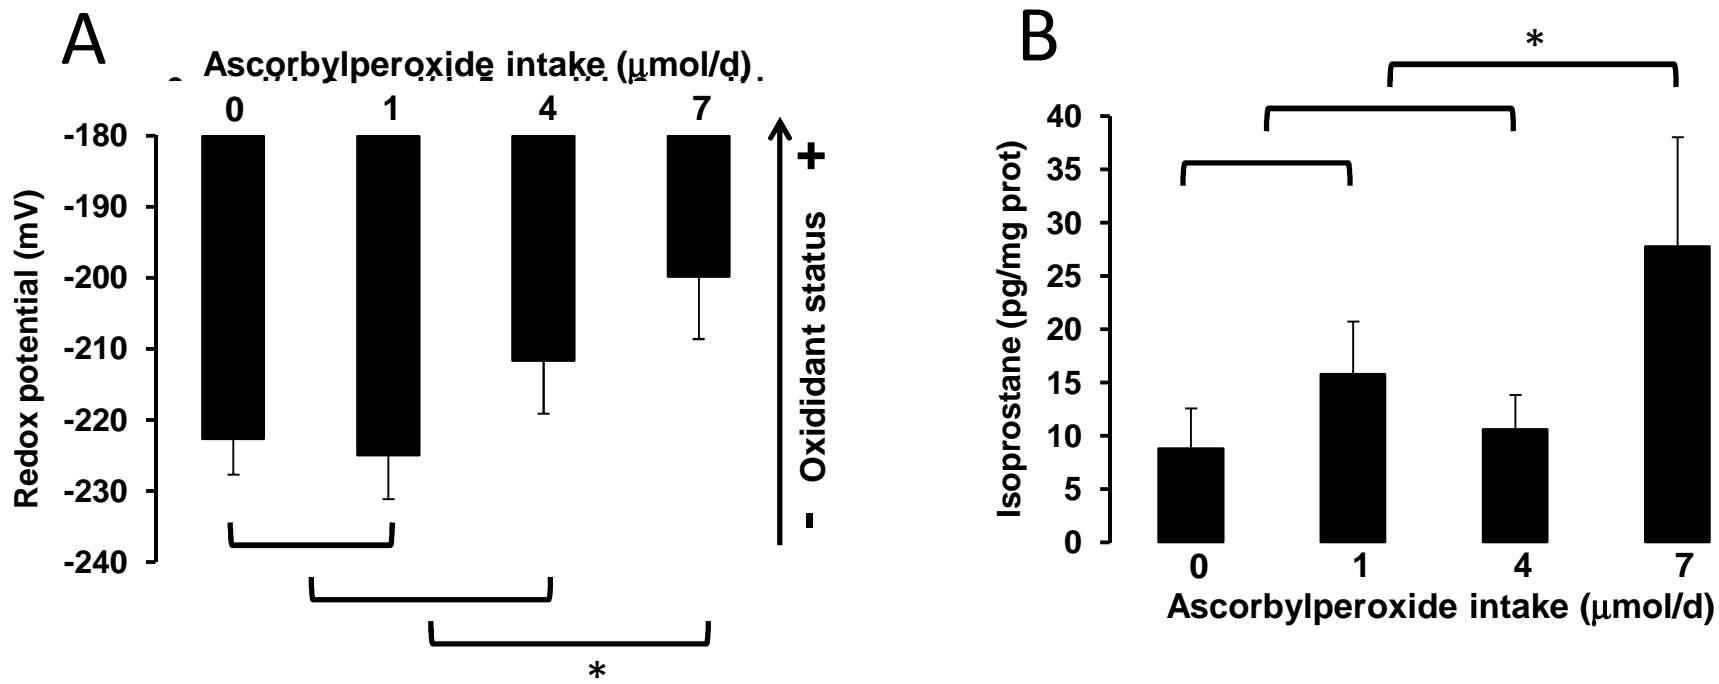 A
Ascorbylperoxide intake (μmol/d)
0 1 4 7
-180
-190
-200
-210
-220
-230
-240
Redox potential (mV)
- Oxididant status +
*
B
*
40
35
30
25
20
15
10
5
0
Isoprostane (pg/mg prot)
0 1 4 7
Ascorbylperoxide intake (μmol/d)